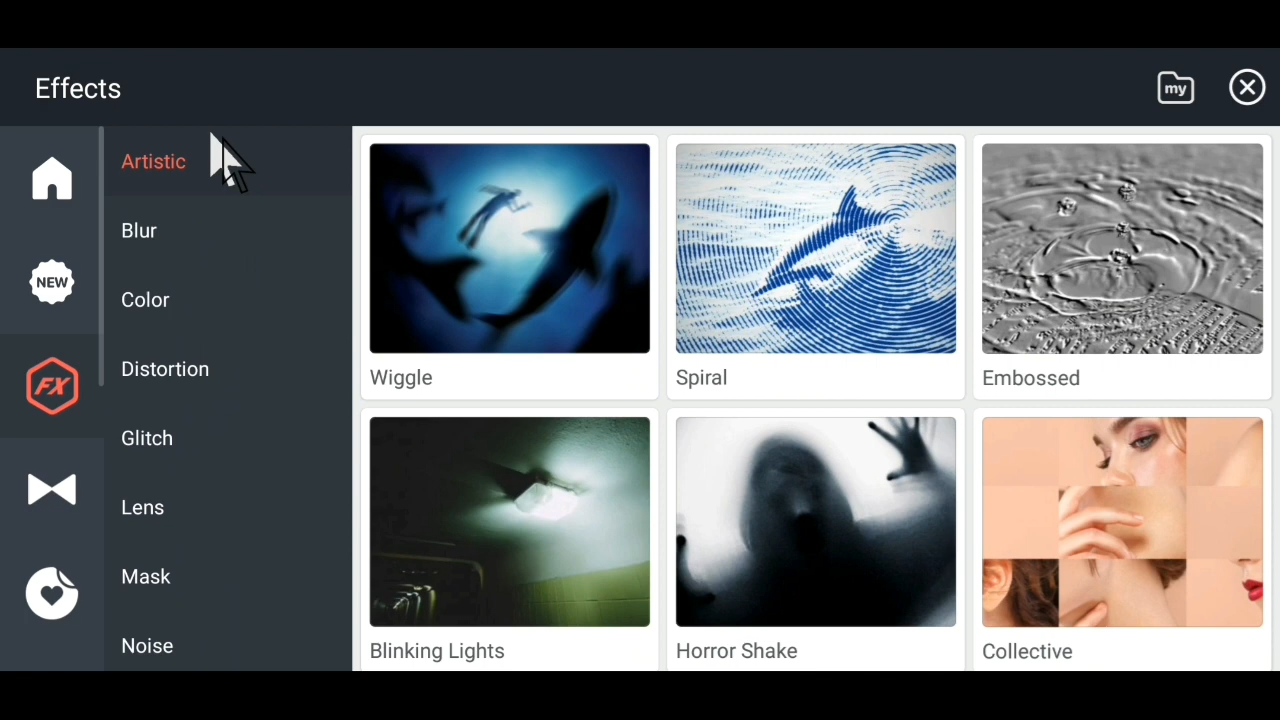 Effects
my
Artistic
Blur
Color
Distortion
Glitch
Lens
Mask
Noise
NEW
FX
Wiggle
Spiral
Embossed
Blinking Lights
Horror Shake
Collective